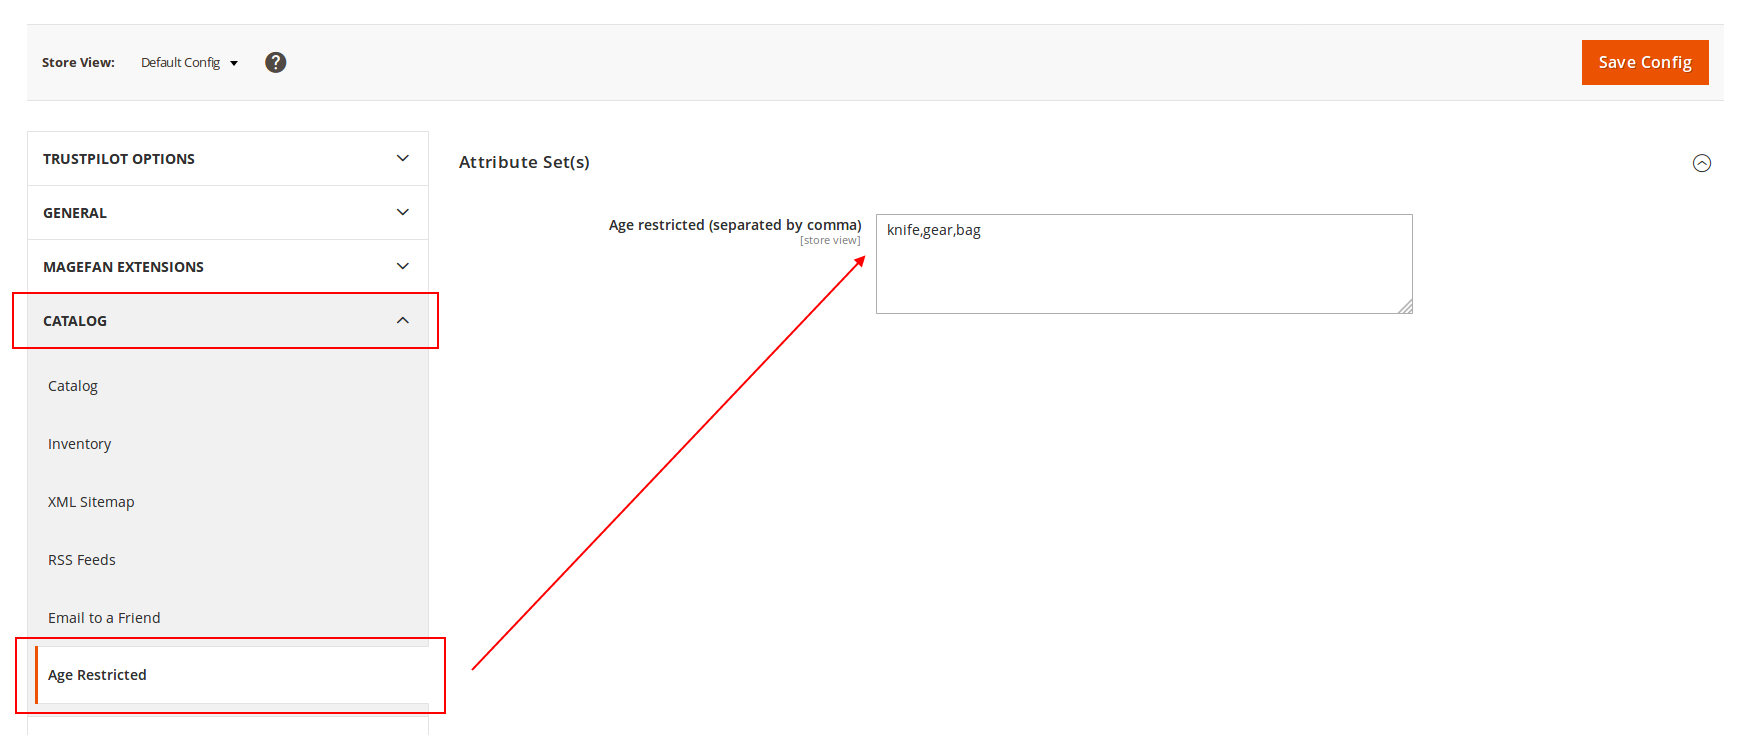 Store View: Default Config ?
Save Config
TRUSTPILOT OPTIONS
GENERAL
MAGEFAN EXTENSIONS
CATALOG
Catalog
Inventory
XML Sitemap
RSS Feeds
Email to a Friend
Age Restricted
Attribute Set(s)
Age restricted (separated by comma)
[store view]
knife,gear,bag